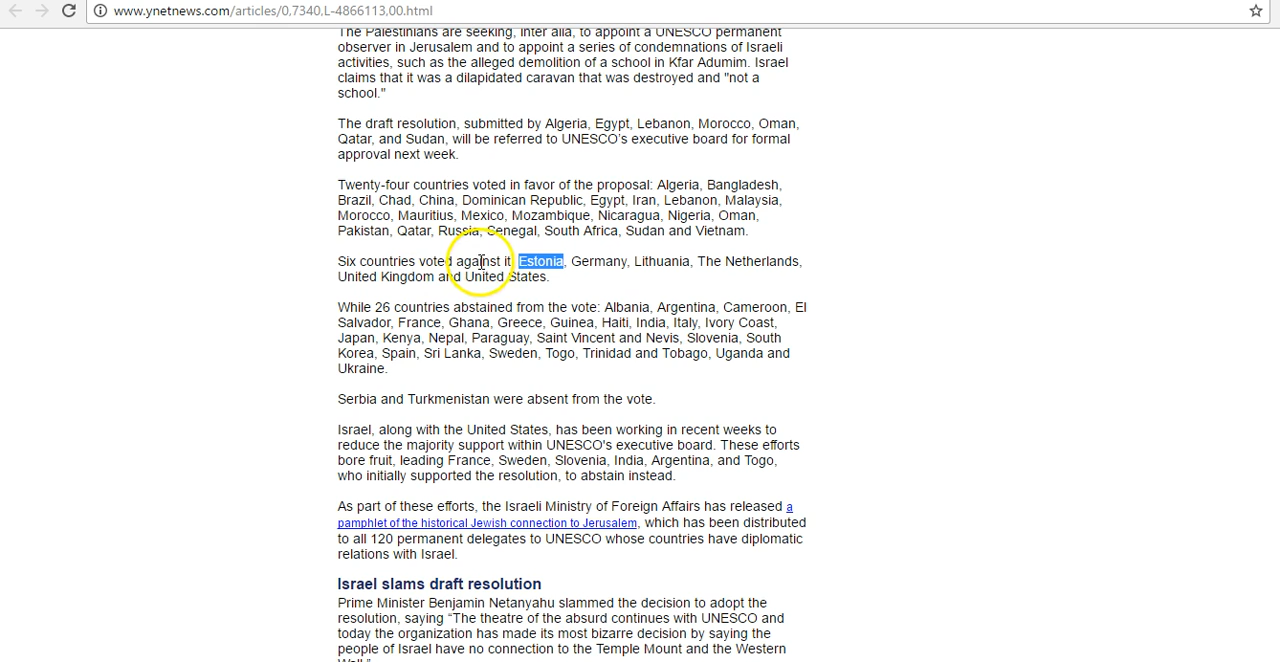 www.ynetnews.com/articles/0,7340,L-4866113,00.html
The Palestinians are seeking, inter alia, to appoint a UNESCO permanent
observer in Jerusalem and to appoint a series of condemnations of Israeli
activities, such as the alleged demolition of a school in Kfar Adumim. Israel
claims that it was a dilapidated caravan that was destroyed and "not a
school."
The draft resolution, submitted by Algeria, Egypt, Lebanon, Morocco, Oman,
Qatar, and Sudan, will be referred to UNESCO's executive board for formal
approval next week.
Twenty-four countries voted in favor of the proposal: Algeria, Bangladesh,
Brazil, Chad, China, Dominican Republic, Egypt, Iran, Lebanon, Malaysia,
Morocco, Mauritius, Mexico, Mozambique, Nicaragua, Nigeria, Oman,
Pakistan, Qatar, Russia, Senegal, South Africa, Sudan and Vietnam.
Six countries voted against it: Estonia, Germany, Lithuania, The Netherlands,
United Kingdom and United States.
While 26 countries abstained from the vote: Albania, Argentina, Cameroon, El
Salvador, France, Ghana, Greece, Guinea, Haiti, India, Italy, Ivory Coast,
Japan, Kenya, Nepal, Paraguay, Saint Vincent and Nevis, Slovenia, South
Korea, Spain, Sri Lanka, Sweden, Togo, Trinidad and Tobago, Uganda and
Ukraine.
Serbia and Turkmenistan were absent from the vote.
Israel, along with the United States, has been working in recent weeks to
reduce the majority support within UNESCO's executive board. These efforts
bore fruit, leading France, Sweden, Slovenia, India, Argentina, and Togo,
who initially supported the resolution, to abstain instead.
As part of these efforts, the Israeli Ministry of Foreign Affairs has released a
pamphlet of the historical Jewish connection to Jerusalem, which has been distributed
to all 120 permanent delegates to UNESCO whose countries have diplomatic
relations with Israel.
Israel slams draft resolution
Prime Minister Benjamin Netanyahu slammed the decision to adopt the
resolution, saying “The theatre of the absurd continues with UNESCO and
today the organization has made its most bizarre decision by saying the
people of Israel have no connection to the Temple Mount and the Western
Wall.”